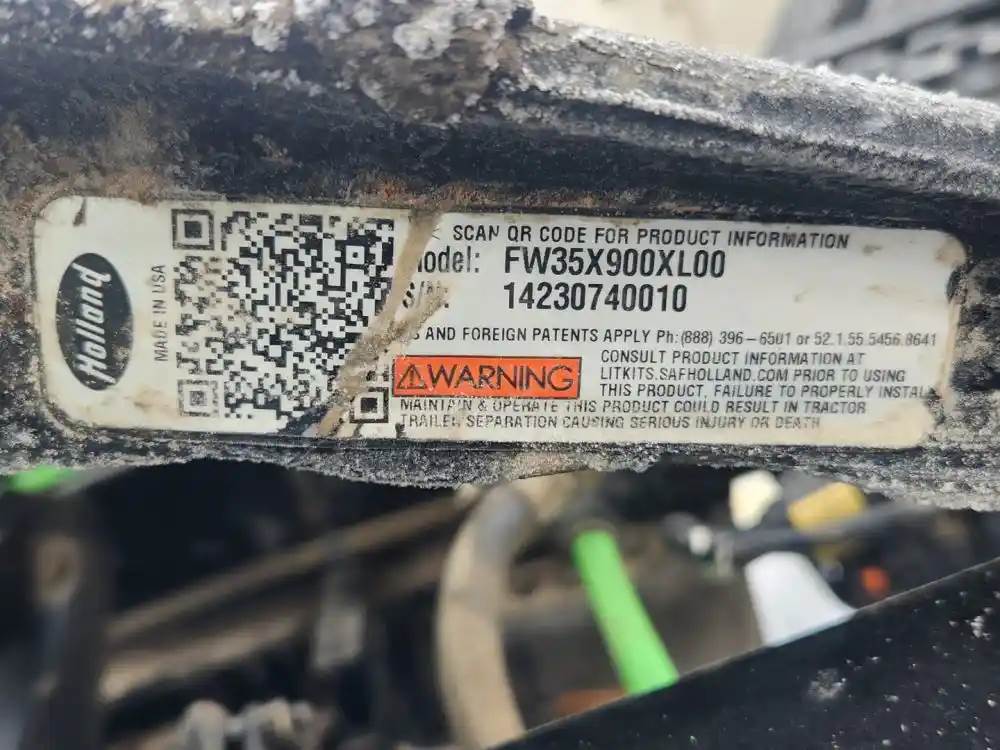 Holland
MADE IN USA
SCAN QR CODE FOR PRODUCT INFORMATION
odel: FW35X900XL00
S/N: 14230740010
S AND FOREIGN PATENTS APPLY Ph: (888) 396-6501 or 52.1.55.5456.8641
WARNING
CONSULT PRODUCT INFORMATION AT
LITKITS.SAFHOLLAND.COM PRIOR TO USING
THIS PRODUCT, FAILURE TO PROPERLY INSTALL
MAINTAIN & OPERATE THIS PRODUCT COULD RESULT IN TRACTOR
TRAILER SEPARATION CAUSING SERIOUS INJURY OR DEATH